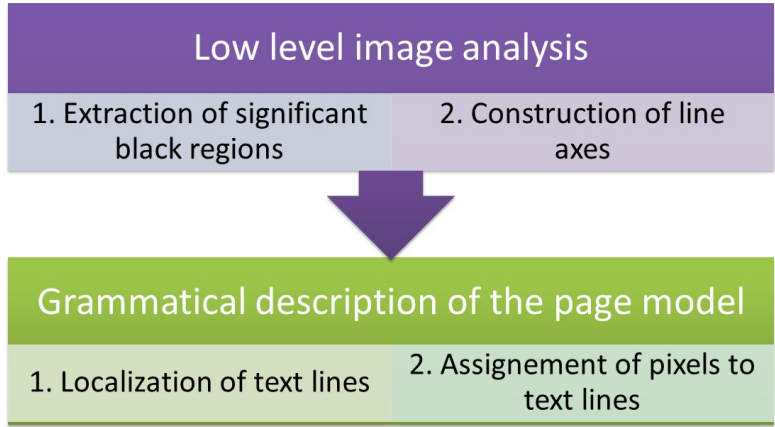 Low level image analysis
1. Extraction of significant
black regions
2. Construction of line
axes
Grammatical description of the page model
1. Localization of text lines
2. Assignement of pixels to
text lines